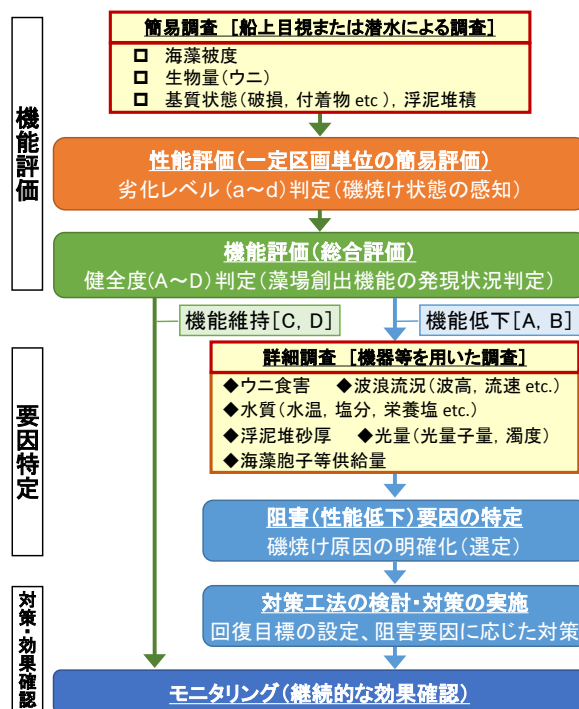 機能評価
簡易調査 [船上目視または潜水による調査]
□ 海藻被度
□ 生物量(ウニ)
□ 基質状態(破損, 付着物 etc), 浮泥堆積
性能評価(一定区画単位の簡易評価)
劣化レベル(a~d)判定(磯焼け状態の感知)
機能評価(総合評価)
健全度(A~D)判定(藻場創出機能の発現状況判定)
機能維持[C, D]
機能低下[A, B]
要因特定
詳細調査 [機器等を用いた調査]
◆ウニ食害 ◆波浪流況(波高, 流速 etc.)
◆水質(水温, 塩分, 栄養塩 etc.)
◆浮泥堆砂厚 ◆光量(光量子量, 濁度)
◆海藻胞子等供給量
阻害(性能低下)要因の特定
磯焼け原因の明確化(選定)
対策・効果確認
対策工法の検討・対策の実施
回復目標の設定、阻害要因に応じた対策
モニタリング(継続的な効果確認)